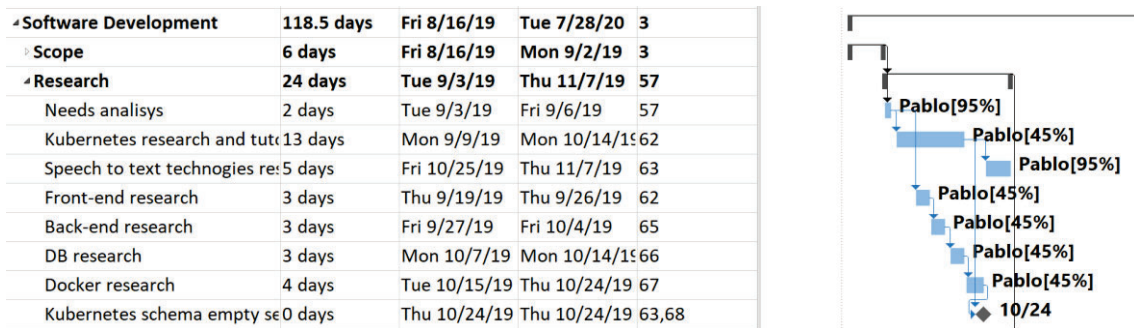 Software Development 118.5 days Fri 8/16/19 Tue 7/28/20 3
Scope 6 days Fri 8/16/19 Mon 9/2/19 3
Research 24 days Tue 9/3/19 Thu 11/7/19 57
Needs analisys 2 days Tue 9/3/19 Fri 9/6/19 57 Pablo[95%]
Kubernetes research and tuto 13 days Mon 9/9/19 Mon 10/14/19 62 Pablo[45%]
Speech to text technogies res 5 days Fri 10/25/19 Thu 11/7/19 63 Pablo[95%]
Front-end research 3 days Thu 9/19/19 Thu 9/26/19 62 Pablo[45%]
Back-end research 3 days Fri 9/27/19 Fri 10/4/19 65 Pablo[45%]
DB research 3 days Mon 10/7/19 Mon 10/14/19 66 Pablo[45%]
Docker research 4 days Tue 10/15/19 Thu 10/24/19 67 Pablo[45%]
Kubernetes schema empty se 0 days Thu 10/24/19 Thu 10/24/19 63,68 10/24